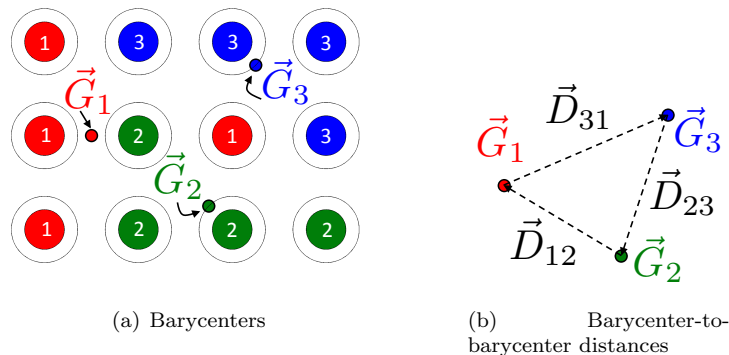 1 3 3 3
G⃗1
G⃗3
1 2 1 3
G⃗2
1 2 2 2
D⃗31
G⃗1
G⃗3
D⃗23
D⃗12
G⃗2
(a) Barycenters
(b) Barycenter-to-
barycenter distances